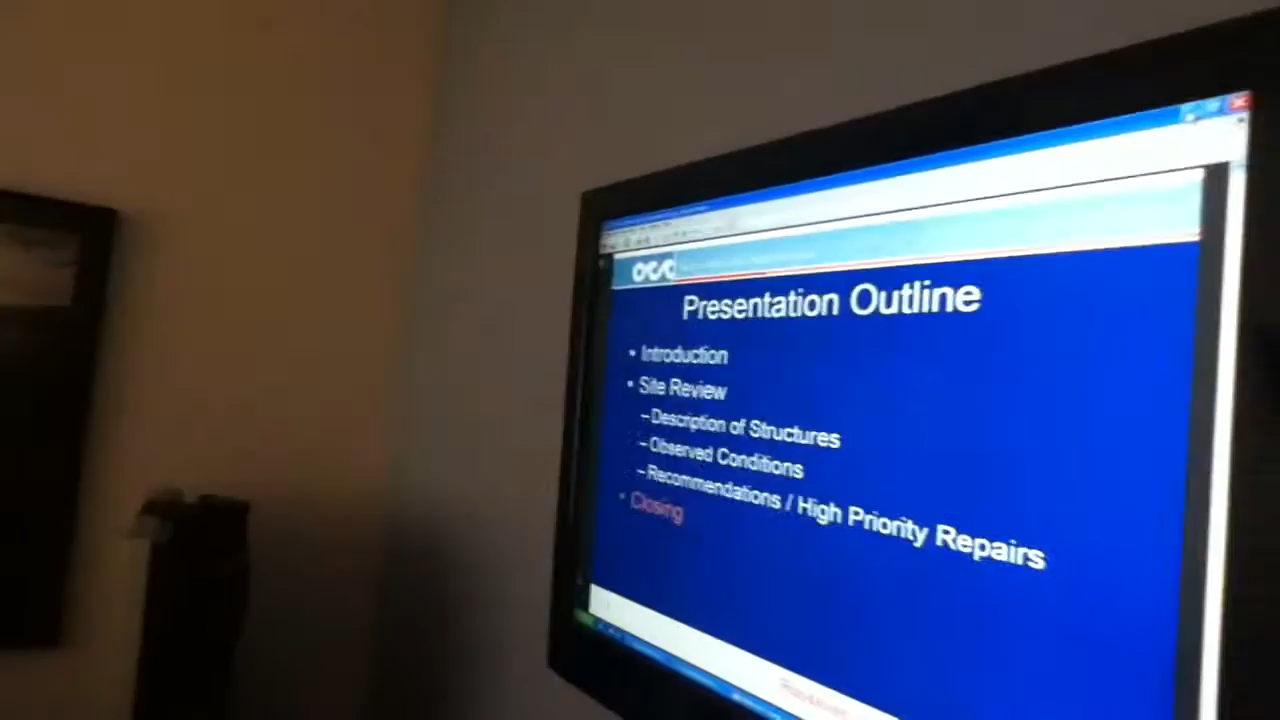 Presentation Outline
• Introduction
• Site Review
– Description of Structures
– Observed Conditions
– Recommendations / High Priority Repairs
• Closing